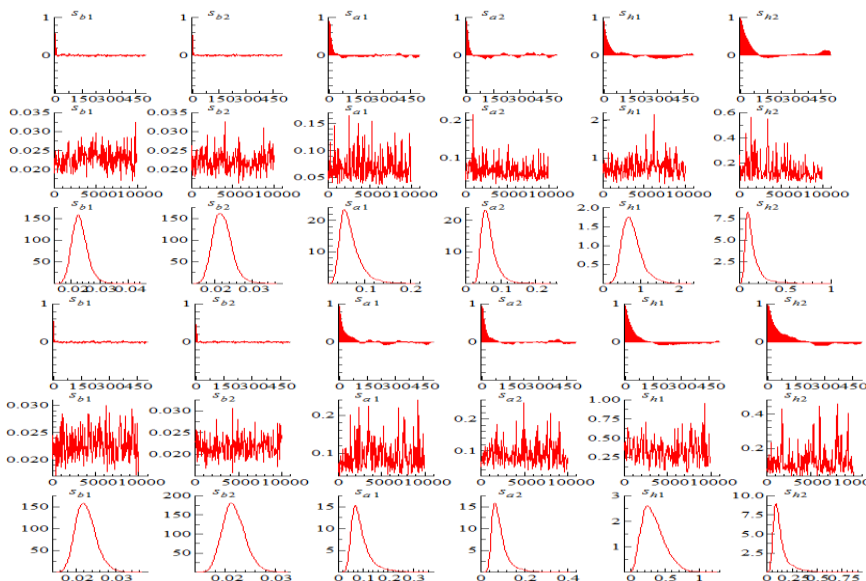 1 s_b1 1 s_b2 1 s_a1 1 s_a2 1 s_h1 1 s_h2
0 0 0 0 0 0
0 150300450 0 150300450 0 150300450 0 150300450 0 150300450 0 150300450
s_b1 s_b2 s_a1 s_a2 s_h1 s_h2
0.035 0.035 0.15 0.2 2 0.6
0.030 0.030 0.10 0.1 1 0.4
0.025 0.025 0.05 0.2
0.020 0.020
0 500010000 0 500010000 0 500010000 0 500010000 0 500010000 0 500010000
s_b1 s_b2 s_a1 s_a2 s_h1 s_h2
150 150 20 20 2.0 7.5
100 100 10 10 1.5 5.0
50 50 1.0 2.5
0.5
0.020.030.04 0.02 0.03 0 0.1 0.2 0 0.1 0.2 0 1 2 0 0.5 1
1 s_b1 1 s_b2 1 s_a1 1 s_a2 1 s_h1 1 s_h2
0 0 0 0 0 0
0 150300450 0 150300450 0 150300450 0 150300450 0 150300450 0 150300450
s_b1 s_b2 s_a1 s_a2 s_h1 s_h2
0.030 0.030 0.2 0.2 1.00 0.4
0.025 0.025 0.1 0.1 0.75 0.2
0.020 0.020 0.50
0.25
0 500010000 0 500010000 0 500010000 0 500010000 0 500010000 0 500010000
s_b1 s_b2 s_a1 s_a2 s_h1 s_h2
150 200 15 15 3 10.0
100 150 10 10 2 7.5
50 100 5 5 1 5.0
50 2.5
0.02 0.03 0.02 0.03 0 0.1 0.2 0.3 0 0.2 0.4 0 0.5 1 0 0.250.50.75